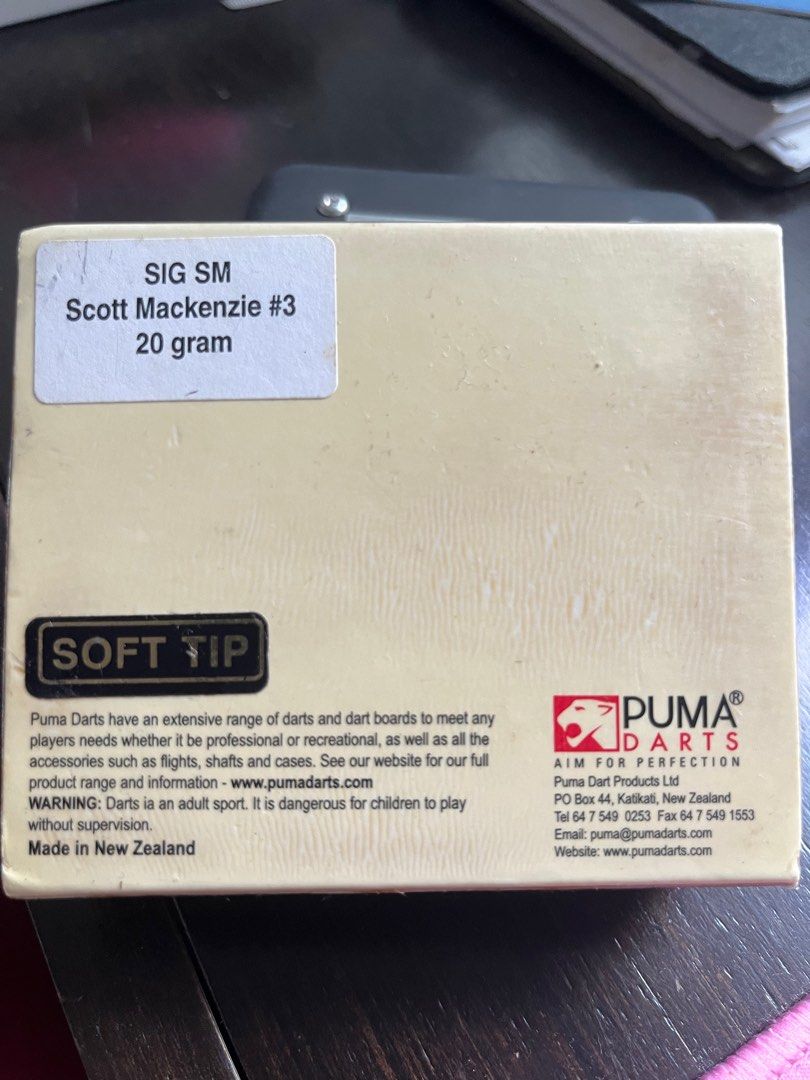 SIG SM
Scott Mackenzie #3
20 gram
SOFT TIP
Puma Darts have an extensive range of darts and dart boards to meet any
players needs whether it be professional or recreational, as well as all the
accessories such as flights, shafts and cases. See our website for our full
product range and information - www.pumadarts.com
WARNING: Darts ia an adult sport. It is dangerous for children to play
without supervision.
Made in New Zealand
PUMA®
DARTS
AIM FOR PERFECTION
Puma Dart Products Ltd
PO Box 44, Katikati, New Zealand
Tel 64 7 549 0253 Fax 64 7 549 1553
Email: puma@pumadarts.com
Website: www.pumadarts.com